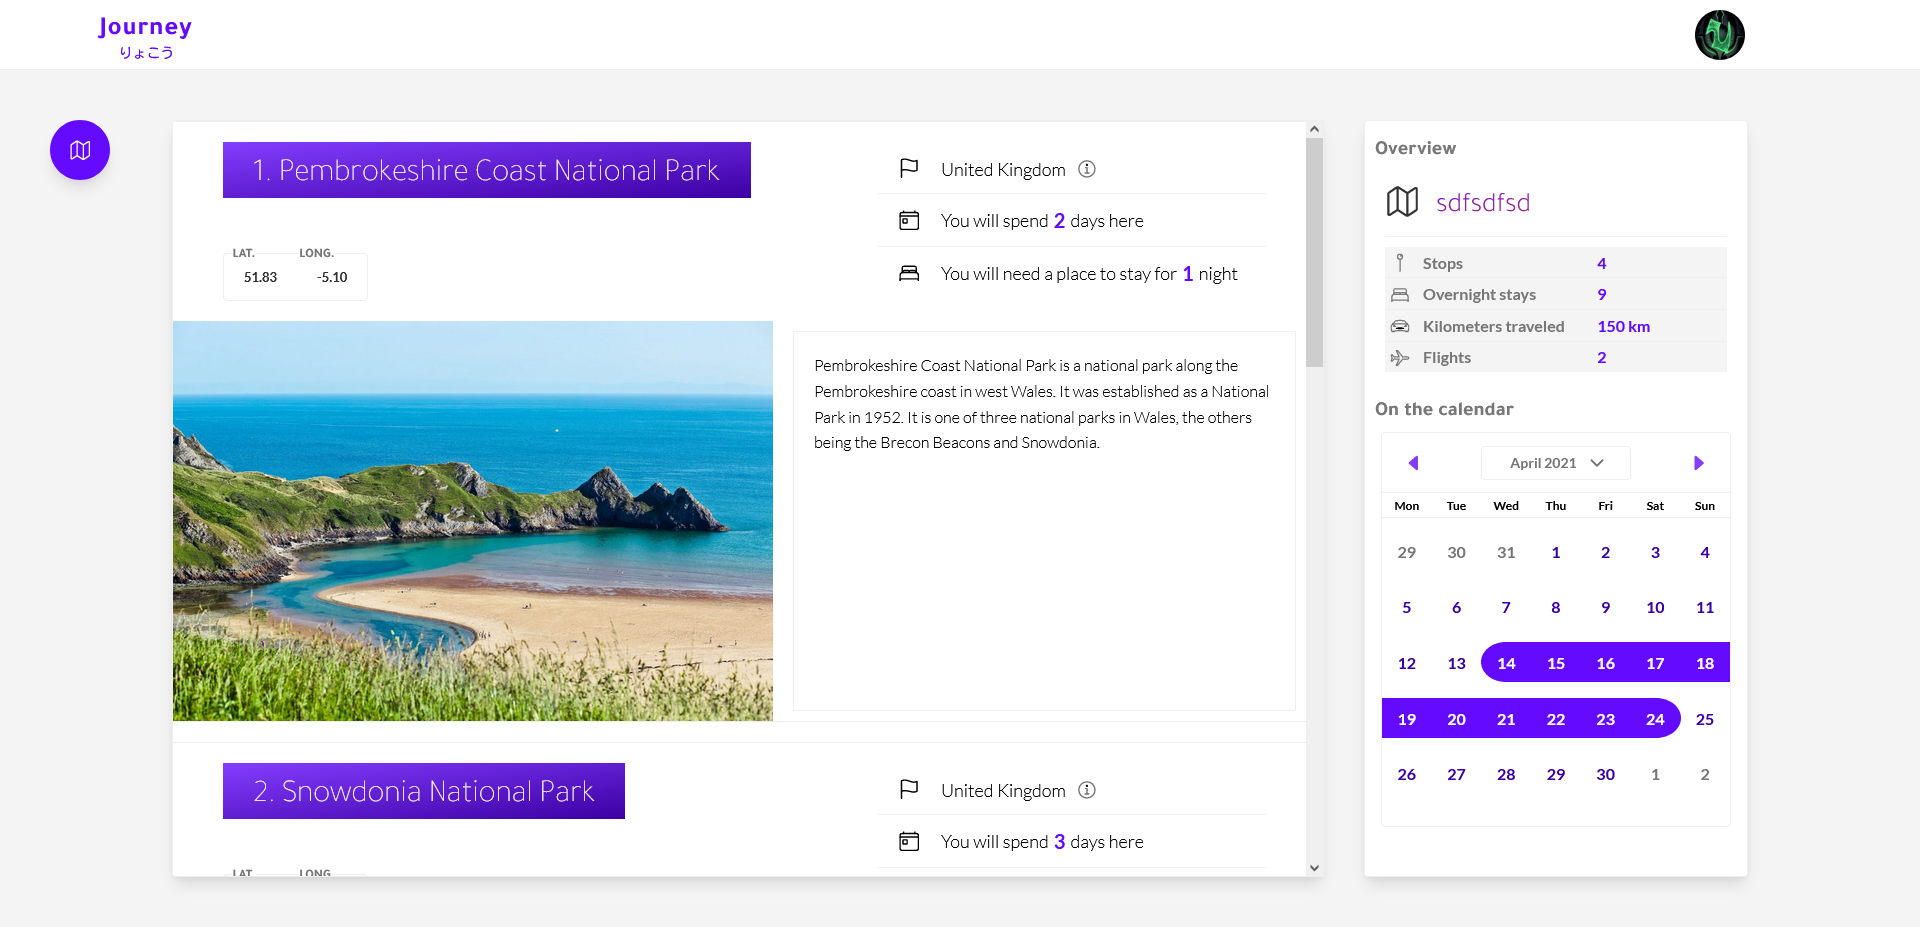 Journey
りょこう
1. Pembrokeshire Coast National Park
LAT. LONG.
51.83 -5.10
United Kingdom
You will spend 2 days here
You will need a place to stay for 1 night
Pembrokeshire Coast National Park is a national park along the
Pembrokeshire coast in west Wales. It was established as a National
Park in 1952. It is one of three national parks in Wales, the others
being the Brecon Beacons and Snowdonia.
2. Snowdonia National Park
LAT. LONG.
United Kingdom
You will spend 3 days here
Overview
sdfsdfsd
Stops 4
Overnight stays 9
Kilometers traveled 150 km
Flights 2
On the calendar
April 2021
Mon Tue Wed Thu Fri Sat Sun
29 30 31 1 2 3 4
5 6 7 8 9 10 11
12 13 14 15 16 17 18
19 20 21 22 23 24 25
26 27 28 29 30 1 2